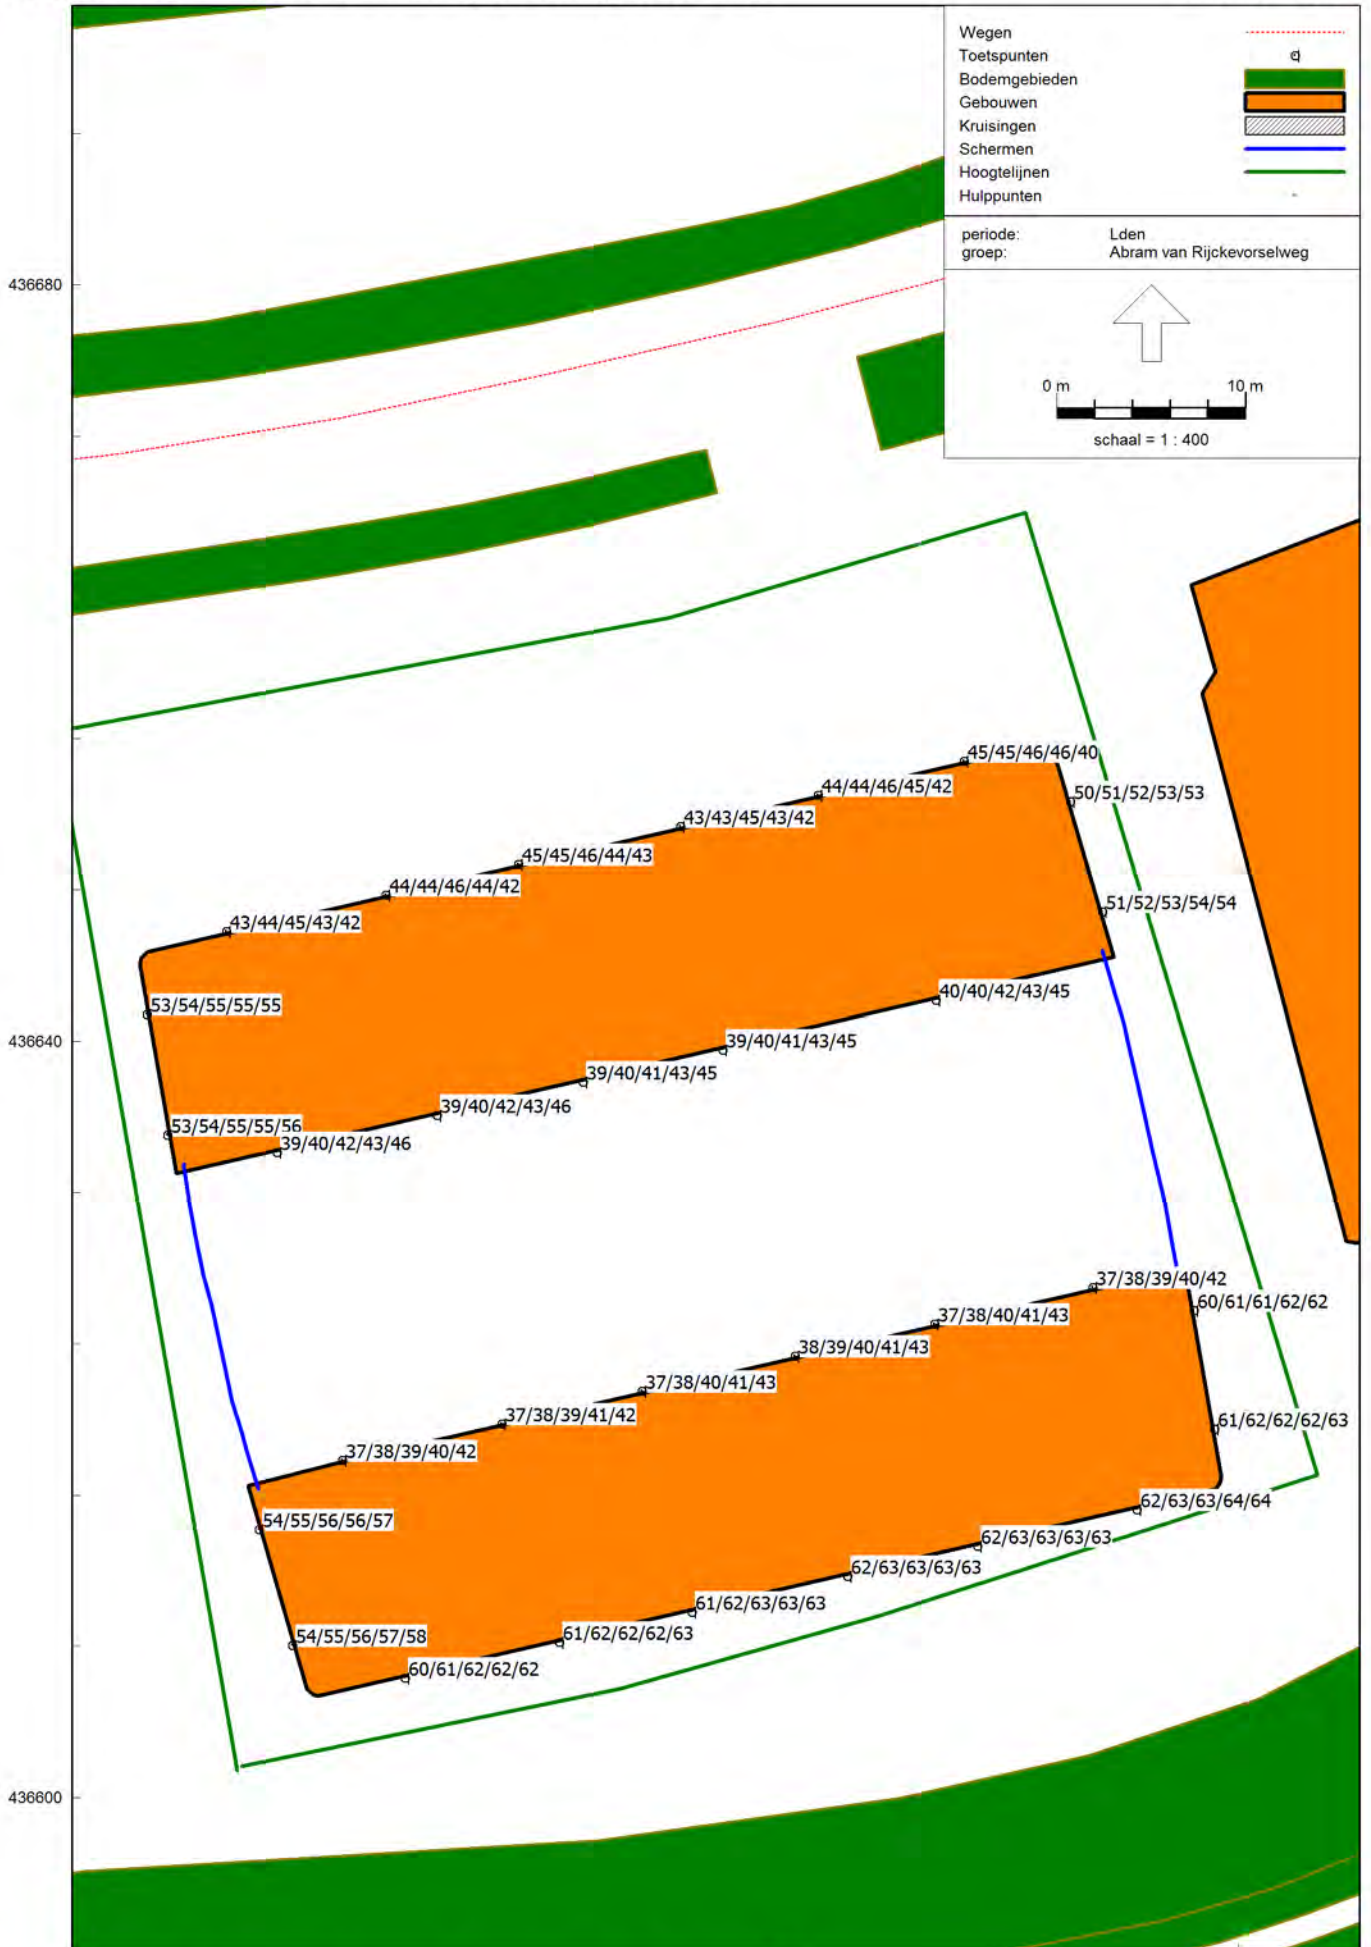 Wegen
Toetspunten
Bodemgebieden
Gebouwen
Kruisingen
Schermen
Hoogtelijnen
Hulppunten
periode: Lden
groep: Abram van Rijckevorselweg
0 m 10 m
schaal = 1 : 400
436680
45/45/46/46/40
50/51/52/53/53
44/44/46/45/42
43/43/45/43/42
45/45/46/44/43
44/44/46/44/42
43/44/45/43/42
51/52/53/54/54
53/54/55/55/55
40/40/42/43/45
436640
39/40/41/43/45
39/40/41/43/45
39/40/42/43/46
53/54/55/55/56
39/40/42/43/46
37/38/39/40/42
60/61/61/62/62
37/38/40/41/43
38/39/40/41/43
37/38/40/41/43
37/38/39/41/42
37/38/39/40/42
61/62/62/62/63
62/63/63/64/64
54/55/56/56/57
62/63/63/63/63
62/63/63/63/63
61/62/63/63/63
61/62/62/62/63
54/55/56/57/58
60/61/62/62/62
436600